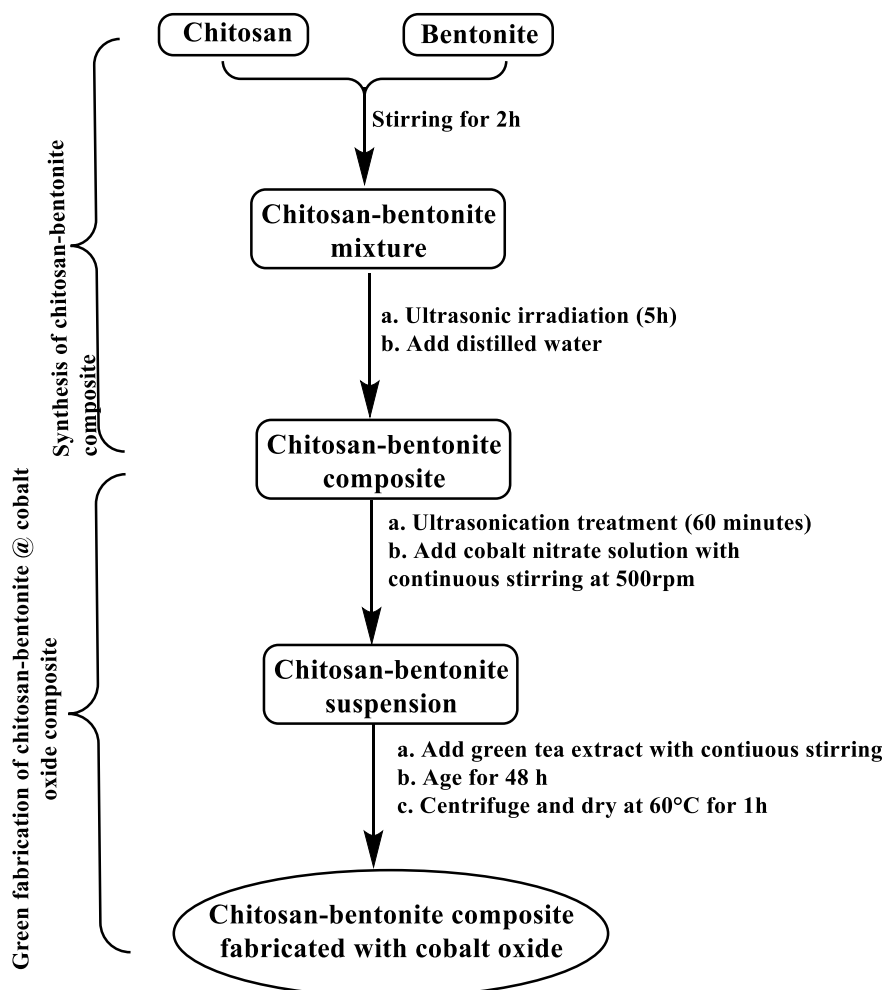 Chitosan
Bentonite
Stirring for 2h
Chitosan-bentonite
mixture
a. Ultrasonic irradiation (5h)
b. Add distilled water
Chitosan-bentonite
composite
Synthesis of chitosan-bentonite
composite
a. Ultrasonication treatment (60 minutes)
b. Add cobalt nitrate solution with
continuous stirring at 500rpm
Chitosan-bentonite
suspension
a. Add green tea extract with contiuous stirring
b. Age for 48 h
c. Centrifuge and dry at 60°C for 1h
Chitosan-bentonite composite
fabricated with cobalt oxide
Green fabrication of chitosan-bentonite @ cobalt
oxide composite